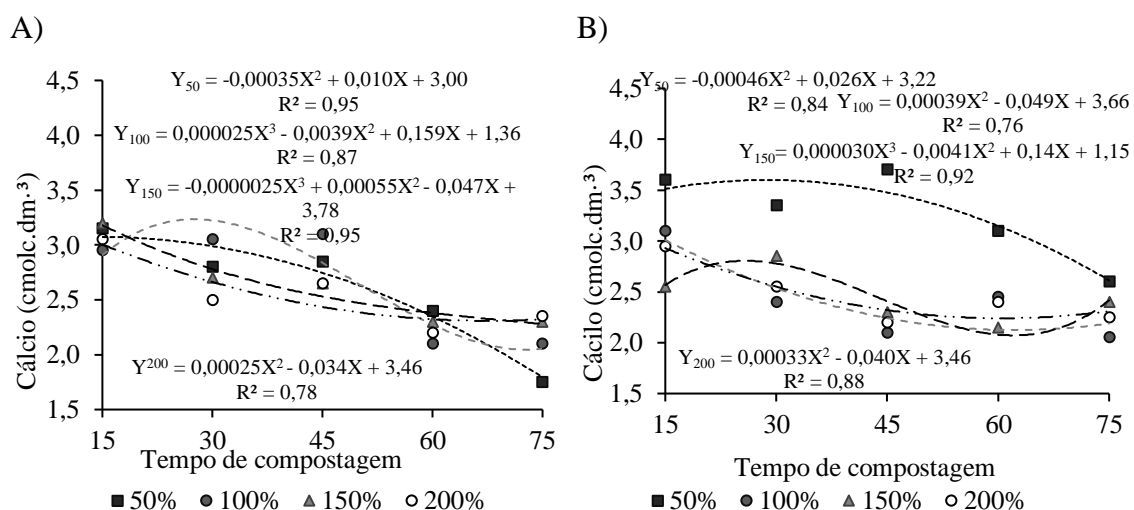 A)
Y50 = -0,00035X² + 0,010X + 3,00
R² = 0,95
Y100 = 0,000025X³ - 0,0039X² + 0,159X + 1,36
R² = 0,87
Y150 = -0,0000025X³ + 0,00055X² - 0,047X +
3,78
R² = 0,95
Y²⁰⁰ = 0,00025X² - 0,034X + 3,46
R² = 0,78
Cálcio (cmolc.dm·³)
4,5
4,0
3,5
3,0
2,5
2,0
1,5
15 30 45 60 75
Tempo de compostagem
50% 100% 150% 200%
B)
Y50 = -0,00046X² + 0,026X + 3,22
R² = 0,84
Y100 = 0,00039X² - 0,049X + 3,66
R² = 0,76
Y150= 0,000030X³ - 0,0041X² + 0,14X + 1,15
R² = 0,92
Y200 = 0,00033X² - 0,040X + 3,46
R² = 0,88
Cácilo (cmolc.dm·³)
4,5
4,0
3,5
3,0
2,5
2,0
1,5
15 30 45 60 75
Tempo de compostagem
50% 100% 150% 200%